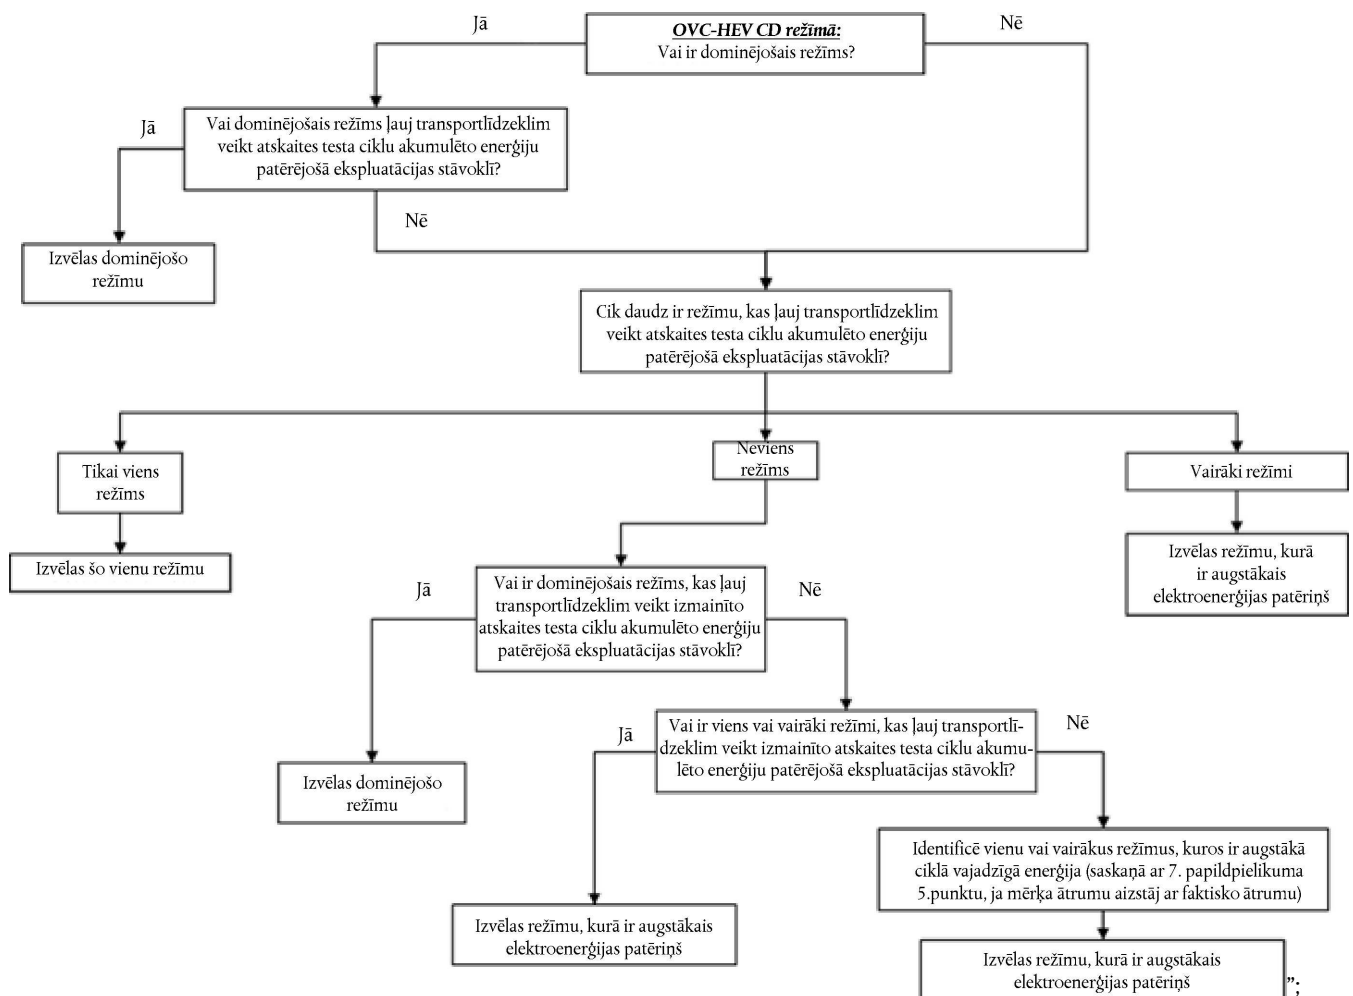 Jā
OVC-HEV CD režīmā:
Vai ir dominējošais režīms?
Nē
Jā
Vai dominējošais režīms ļauj transportlīdzeklim
veikt atskaites testa ciklu akumulēto enerģiju
patērējošā ekspluatācijas stāvoklī?
Nē
Izvēlas dominējošo
režīmu
Cik daudz ir režīmu, kas ļauj transportlīdzeklim
veikt atskaites testa ciklu akumulēto enerģiju
patērējošā ekspluatācijas stāvoklī?
Tikai viens
režīms
Neviens
režīms
Vairāki režīmi
Izvēlas šo vienu režīmu
Izvēlas režīmu, kurā
ir augstākais
elektroenerģijas patēriņš
Jā
Vai ir dominējošais režīms, kas ļauj
transportlīdzeklim veikt izmainīto
atskaites testa ciklu akumulēto enerģiju
patērējošā ekspluatācijas stāvoklī?
Nē
Izvēlas dominējošo
režīmu
Jā
Vai ir viens vai vairāki režīmi, kas ļauj transportlī-
dzeklim veikt izmainīto atskaites testa ciklu akumu-
lēto enerģiju patērējošā ekspluatācijas stāvoklī?
Nē
Izvēlas režīmu, kurā ir augstākais
elektroenerģijas patēriņš
Identificē vienu vai vairākus režīmus, kuros ir augstākā
ciklā vajadzīgā enerģija (saskaņā ar 7. papildpielikuma
5.punktu, ja mērķa ātrumu aizstāj ar faktisko ātrumu)
Izvēlas režīmu, kurā ir augstākais
elektroenerģijas patēriņš
”;